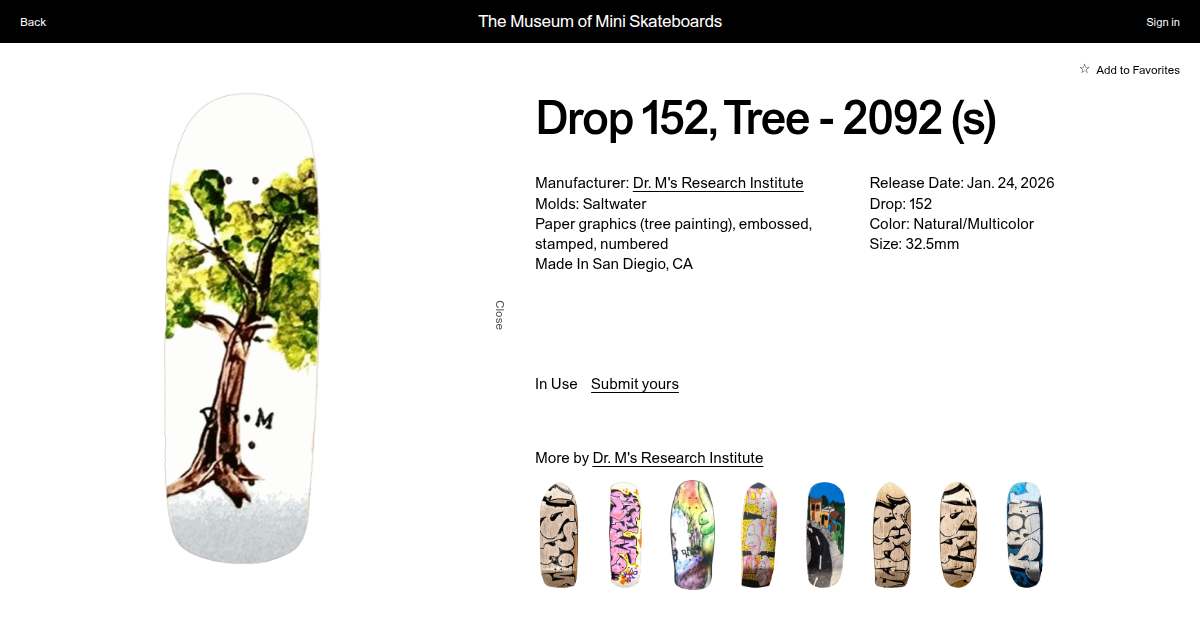 Back
The Museum of Mini Skateboards
Sign in
☆ Add to Favorites
Drop 152, Tree - 2092 (s)
Manufacturer: Dr. M's Research Institute
Molds: Saltwater
Paper graphics (tree painting), embossed,
stamped, numbered
Made In San Diegio, CA
Release Date: Jan. 24, 2026
Drop: 152
Color: Natural/Multicolor
Size: 32.5mm
Close
DR • M
In Use Submit yours
More by Dr. M's Research Institute